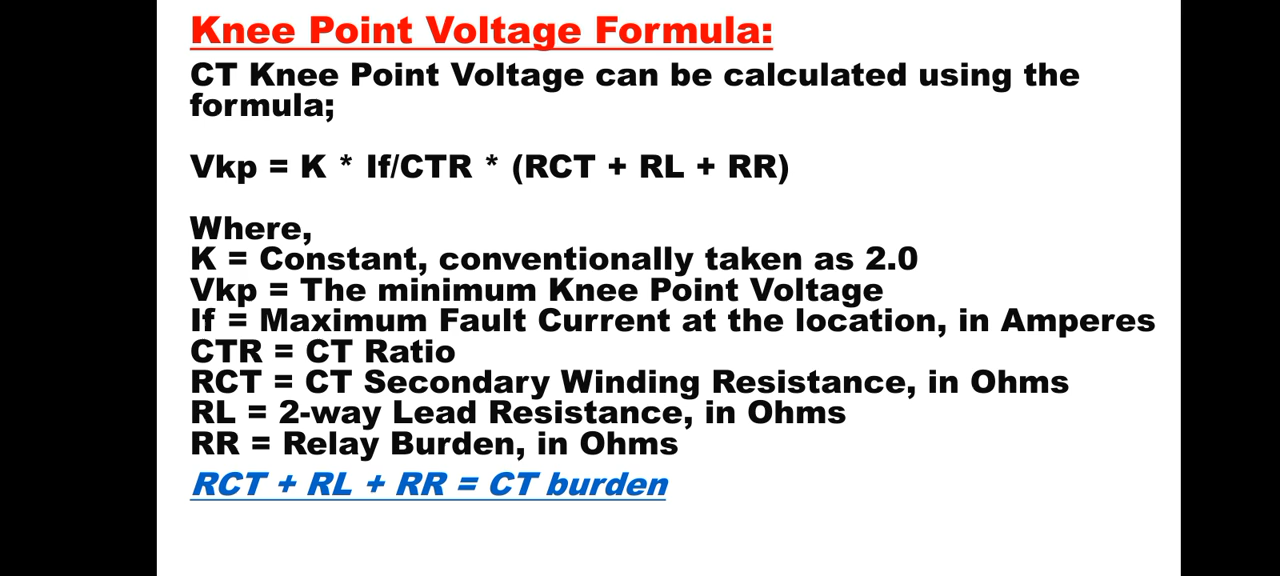 Knee Point Voltage Formula:
CT Knee Point Voltage can be calculated using the
formula;
Vkp = K * If/CTR * (RCT + RL + RR)
Where,
K = Constant, conventionally taken as 2.0
Vkp = The minimum Knee Point Voltage
If = Maximum Fault Current at the location, in Amperes
CTR = CT Ratio
RCT = CT Secondary Winding Resistance, in Ohms
RL = 2-way Lead Resistance, in Ohms
RR = Relay Burden, in Ohms
RCT + RL + RR = CT burden